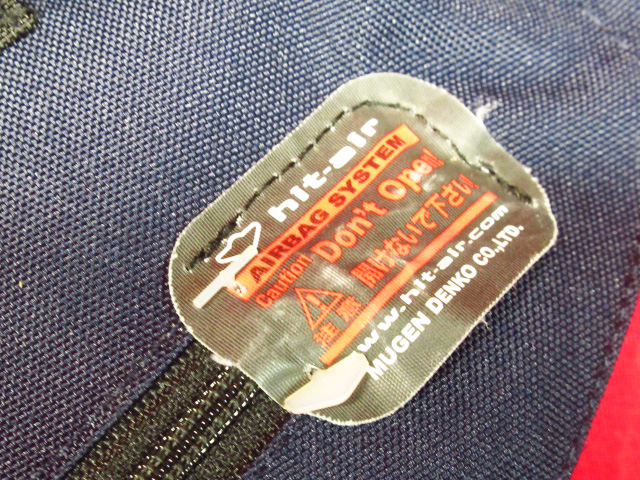 hit-air
AIRBAG SYSTEM
Caution Don't Open!
注意 開けないで下さい
www.hit-air.com
MUGEN DENKO CO.,LTD.